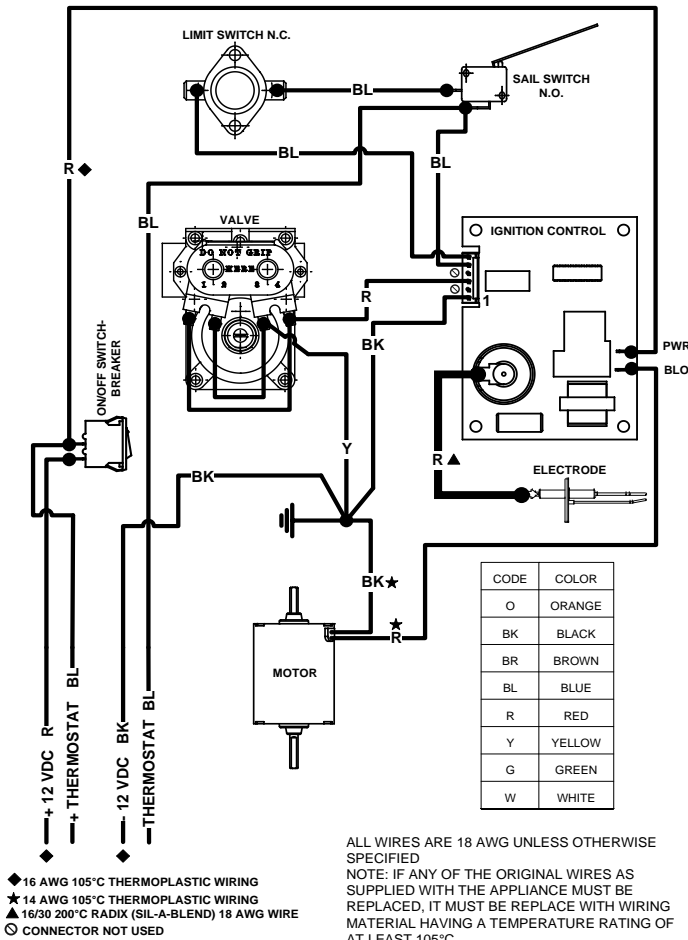 LIMIT SWITCH N.C.
SAIL SWITCH
N.O.
BL
BL
BL
R ◆
BL
VALVE
IGNITION CONTROL
DO NOT GRIP
HERE
1 2 3 4
R
1
BK
PWR
BLO
ON/OFF SWITCH-
BREAKER
Y
R ▲
ELECTRODE
BK
BK★
★
R
MOTOR
CODE COLOR
O ORANGE
BK BLACK
BR BROWN
BL BLUE
R RED
Y YELLOW
G GREEN
W WHITE
+ 12 VDC R
+ THERMOSTAT BL
- 12 VDC BK
THERMOSTAT BL
◆ 16 AWG 105°C THERMOPLASTIC WIRING
★ 14 AWG 105°C THERMOPLASTIC WIRING
▲ 16/30 200°C RADIX (SIL-A-BLEND) 18 AWG WIRE
⦸ CONNECTOR NOT USED
ALL WIRES ARE 18 AWG UNLESS OTHERWISE
SPECIFIED
NOTE: IF ANY OF THE ORIGINAL WIRES AS
SUPPLIED WITH THE APPLIANCE MUST BE
REPLACED, IT MUST BE REPLACE WITH WIRING
MATERIAL HAVING A TEMPERATURE RATING OF
AT LEAST 105°C